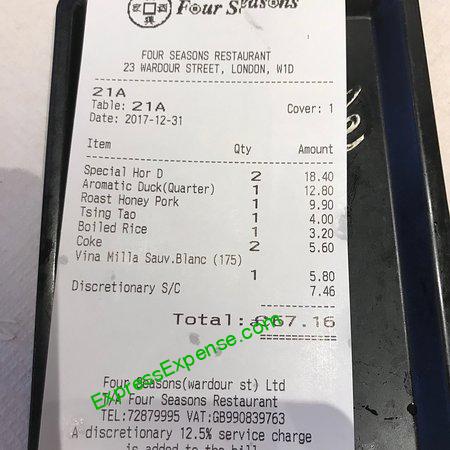 Four Seasons
FOUR SEASONS RESTAURANT
23 WARDOUR STREET, LONDON, W1D
21A
Table: 21A Cover: 1
Date: 2017-12-31
Item Qty Amount
Special Hor D 2 18.40
Aromatic Duck(Quarter) 1 12.80
Roast Honey Pork 1 9.90
Tsing Tao 1 4.00
Boiled Rice 1 3.20
Coke 2 5.60
Vina Milla Sauv.Blanc (175)
1 5.80
Discretionary S/C 7.46
Total: £67.16
ExpressExpense.com
Four Seasons(wardour st) Ltd
T/A Four Seasons Restaurant
TEL:72879995 VAT:GB990839763
A discretionary 12.5% service charge
is added to the bill